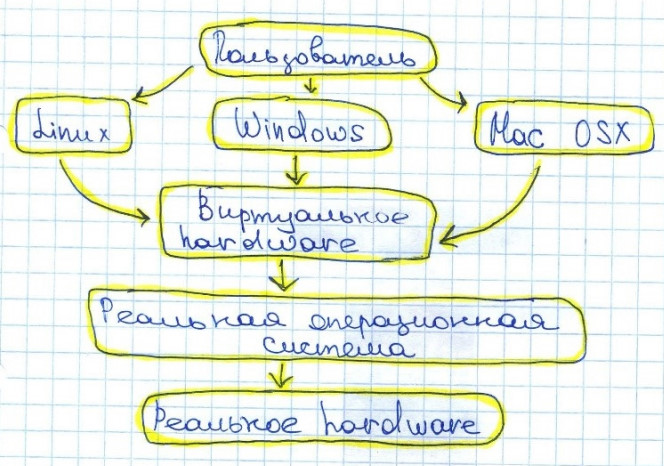 Пользователь
Linux
Windows
Mac OSX
Виртуальное
hardware
Реальная операционная
система
Реальное hardware